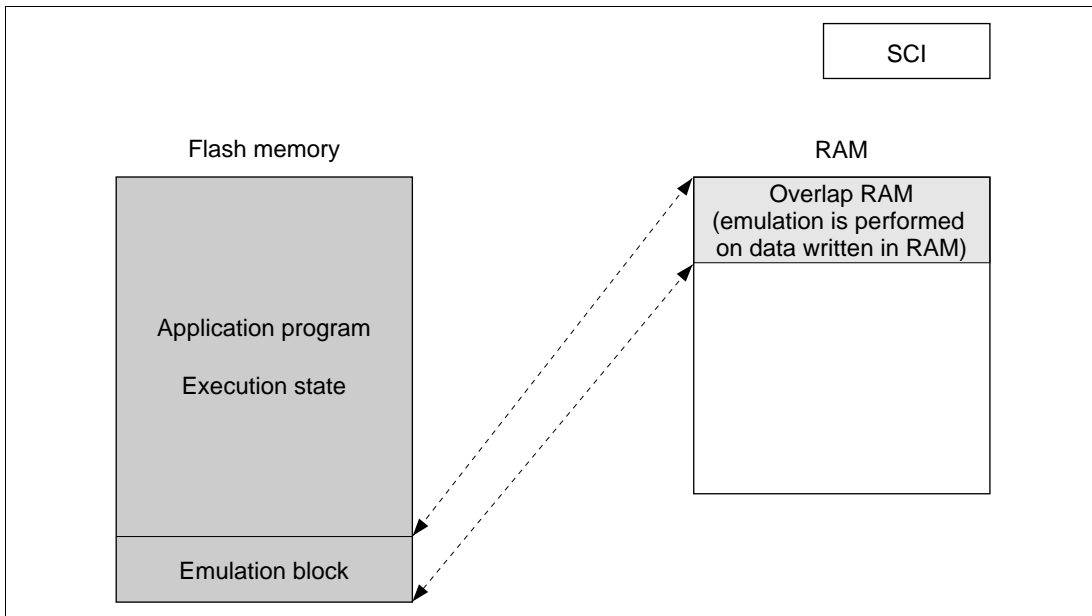 SCI
Flash memory
RAM
Overlap RAM
(emulation is performed
on data written in RAM)
Application program
Execution state
Emulation block